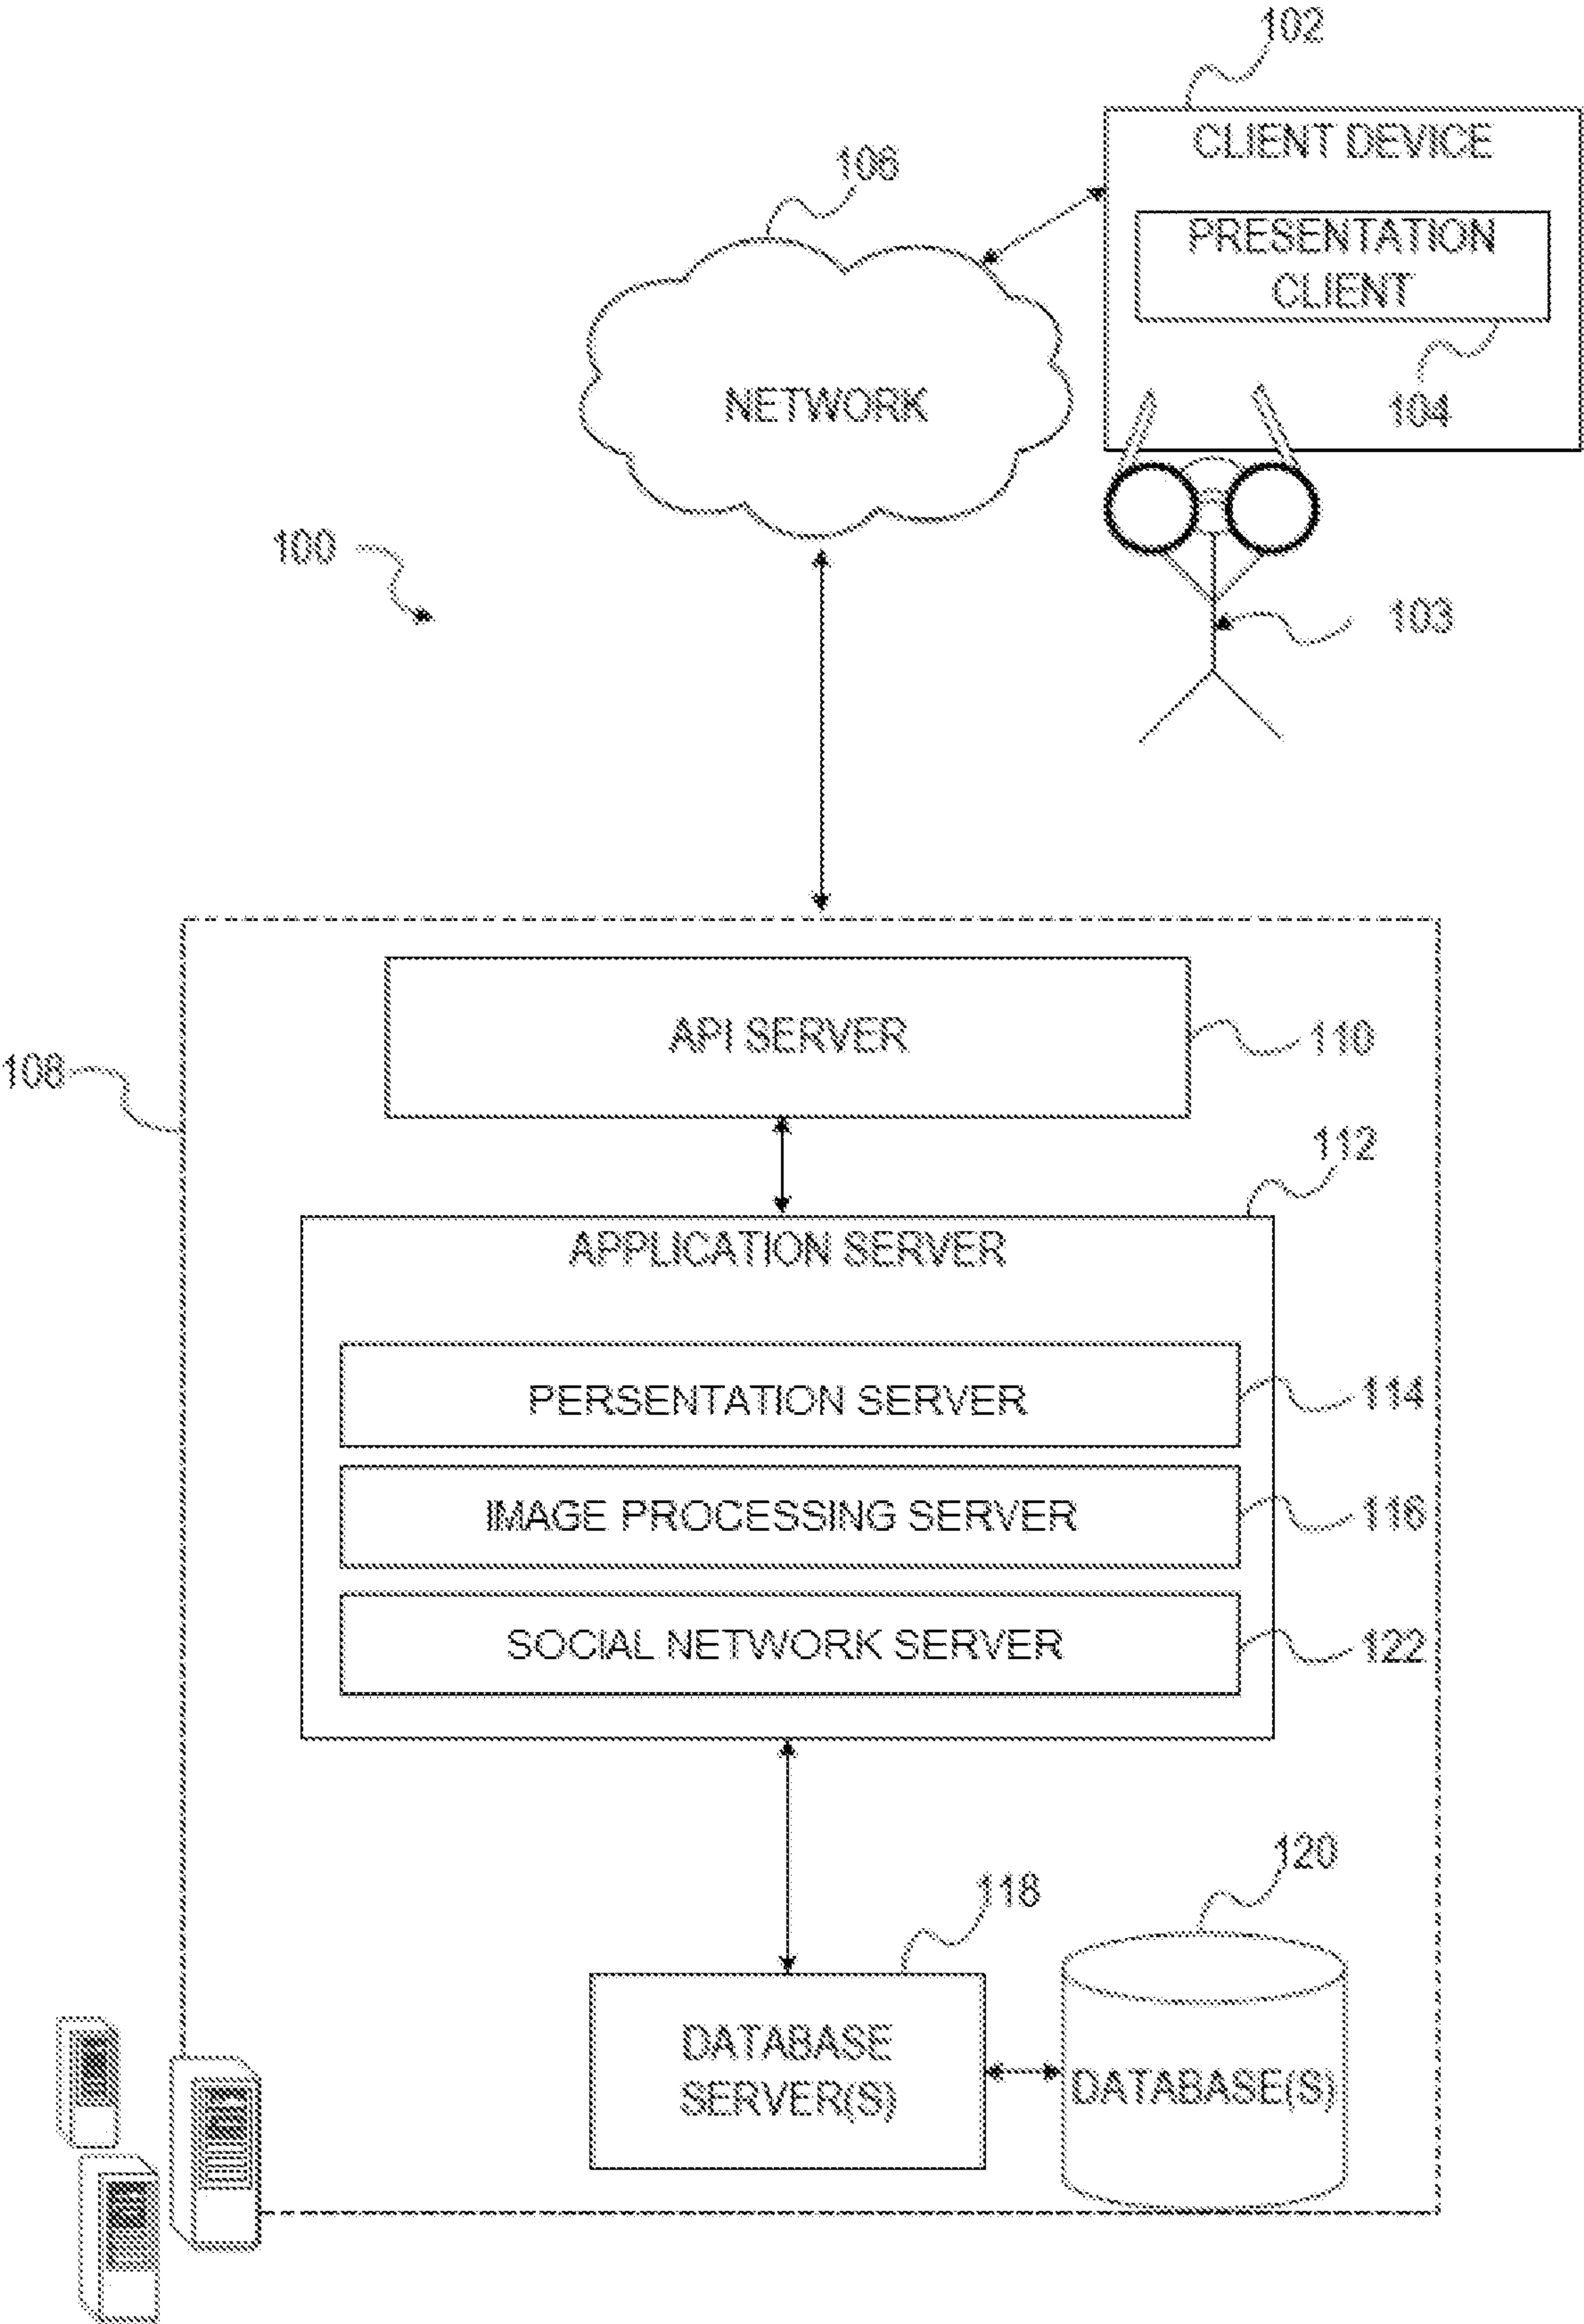 102
CLIENT DEVICE
106
PRESENTATION
CLIENT
NETWORK
104
100
103
API SERVER
110
108
112
APPLICATION SERVER
PERSENTATION SERVER
114
IMAGE PROCESSING SERVER
116
SOCIAL NETWORK SERVER
122
120
118
DATABASE
SERVER(S)
DATABASE(S)